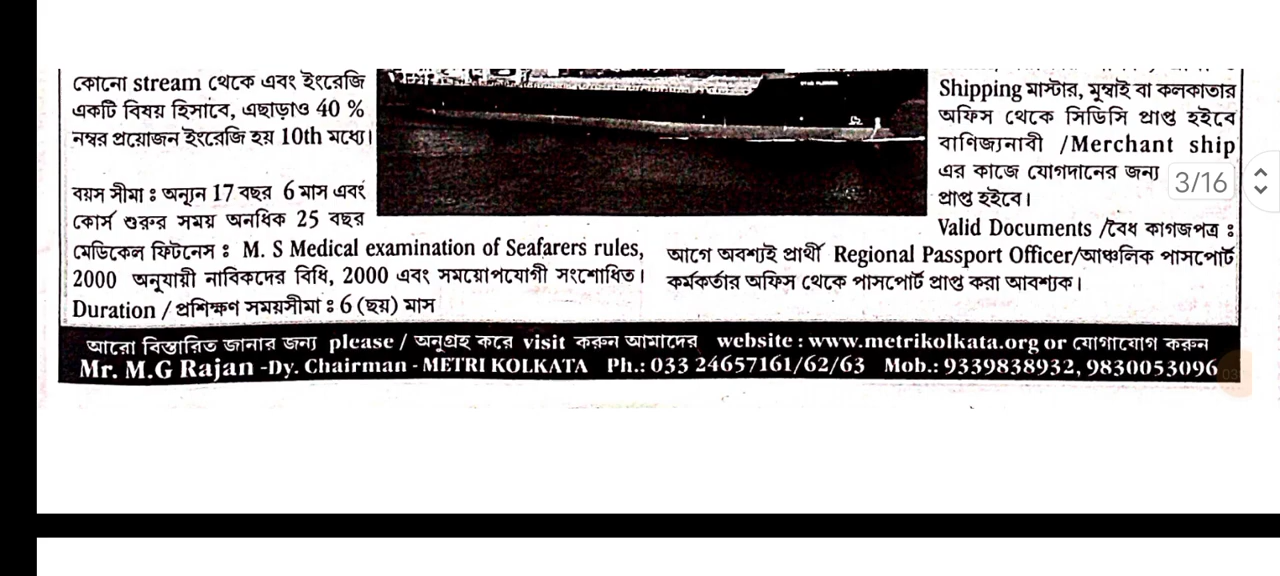 কোনো stream থেকে এবং ইংরেজি
একটি বিষয় হিসাবে, এছাড়াও 40 %
নম্বর প্রয়োজন ইংরেজি হয় 10th মধ্যে।
বয়স সীমা : অন্যূন 17 বছর 6 মাস এবং
কোর্স শুরুর সময় অনধিক 25 বছর
মেডিকেল ফিটনেস : M. S Medical examination of Seafarers rules,
2000 অনুযায়ী নাবিকদের বিধি, 2000 এবং সময়োপযোগী সংশোধিত।
Duration / প্রশিক্ষণ সময়সীমা : 6 (ছয়) মাস
Shipping মাস্টার, মুম্বাই বা কলকাতার
অফিস থেকে সিডিসি প্রাপ্ত হইবে
বাণিজ্যনাবী /Merchant ship
এর কাজে যোগদানের জন্য
প্রাপ্ত হইবে।
Valid Documents /বৈধ কাগজপত্র :
আগে অবশ্যই প্রার্থী Regional Passport Officer/আঞ্চলিক পাসপোর্ট
কর্মকর্তার অফিস থেকে পাসপোর্ট প্রাপ্ত করা আবশ্যক।
3/16
আরো বিস্তারিত জানার জন্য please / অনুগ্রহ করে visit করুন আমাদের website : www.metrikolkata.org or যোগাযোগ করুন
Mr. M.G Rajan -Dy. Chairman - METRI KOLKATA Ph.: 033 24657161/62/63 Mob.: 9339838932, 9830053096